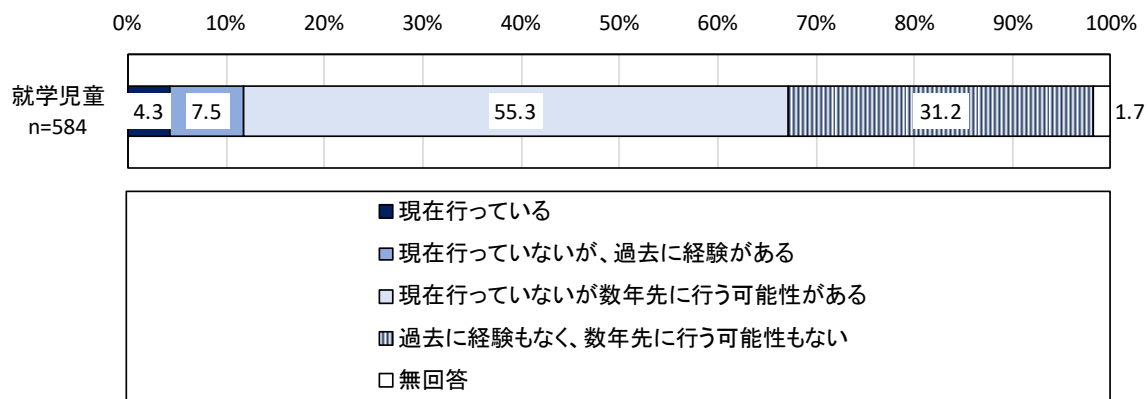 0% 10% 20% 30% 40% 50% 60% 70% 80% 90% 100%
就学児童
n=584
4.3 7.5 55.3 31.2 1.7
現在行っている
現在行っていないが、過去に経験がある
現在行っていないが数年先に行う可能性がある
過去に経験もなく、数年先に行う可能性もない
無回答